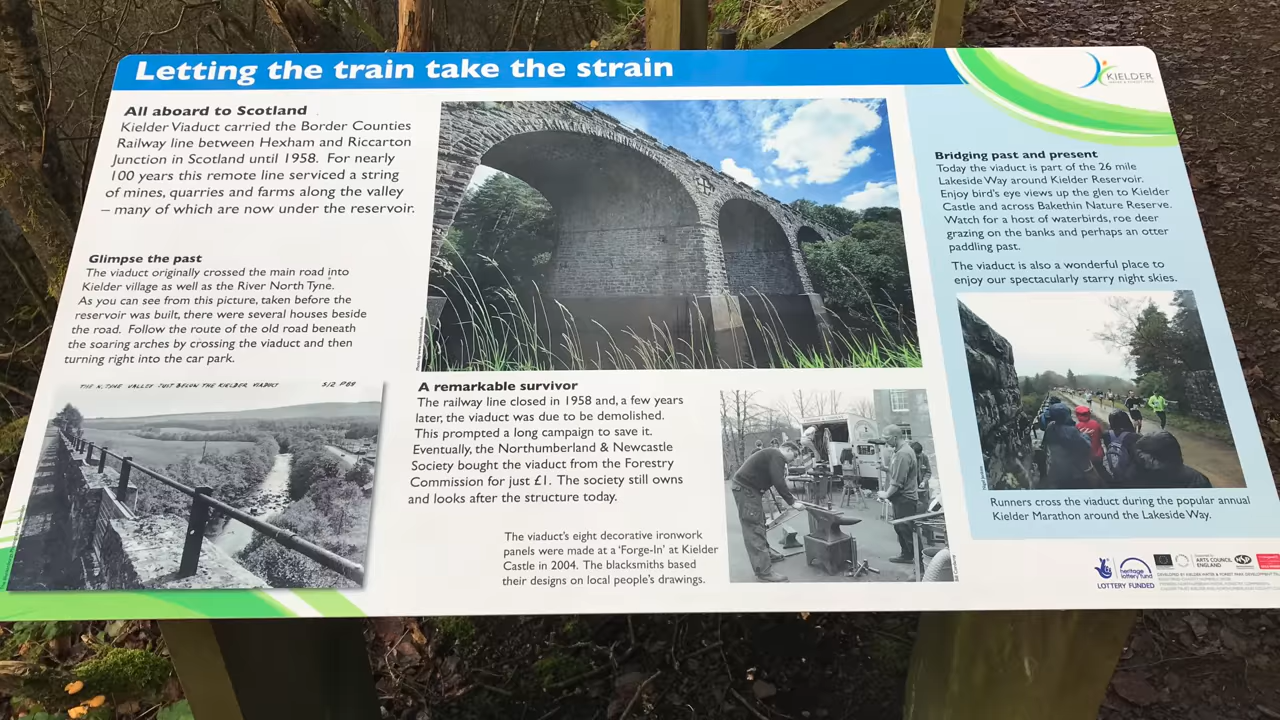 Letting the train take the strain
KIELDER
WATER & FOREST PARK
All aboard to Scotland
Kielder Viaduct carried the Border Counties
Railway line between Hexham and Riccarton
Junction in Scotland until 1958. For nearly
100 years this remote line serviced a string
of mines, quarries and farms along the valley
– many of which are now under the reservoir.
Glimpse the past
The viaduct originally crossed the main road into
Kielder village as well as the River North Tyne.
As you can see from this picture, taken before the
reservoir was built, there were several houses beside
the road. Follow the route of the old road beneath
the soaring arches by crossing the viaduct and then
turning right into the car park.
THE N. TYNE VALLEY JUST BELOW THE KIELDER VIADUCT
A remarkable survivor
The railway line closed in 1958 and, a few years
later, the viaduct was due to be demolished.
This prompted a long campaign to save it.
Eventually, the Northumberland & Newcastle
Society bought the viaduct from the Forestry
Commission for just £1. The society still owns
and looks after the structure today.
The viaduct's eight decorative ironwork
panels were made at a 'Forge-In' at Kielder
Castle in 2004. The blacksmiths based
their designs on local people's drawings.
Bridging past and present
Today the viaduct is part of the 26 mile
Lakeside Way around Kielder Reservoir.
Enjoy bird's eye views up the glen to Kielder
Castle and across Bakethin Nature Reserve.
Watch for a host of waterbirds, roe deer
grazing on the banks and perhaps an otter
paddling past.
The viaduct is also a wonderful place to
enjoy our spectacularly starry night skies.
Runners cross the viaduct during the popular annual
Kielder Marathon around the Lakeside Way.
heritage
lottery fund
LOTTERY FUNDED
ARTS COUNCIL
ENGLAND